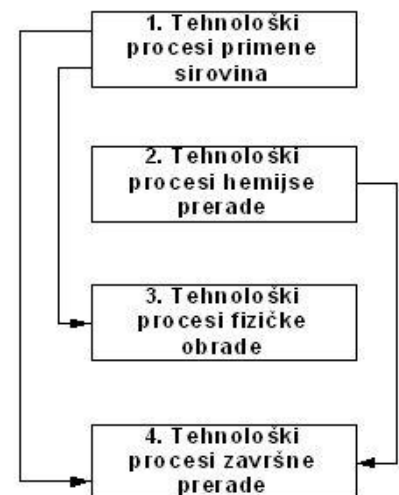 1. Tehnološki
procesi primene
sirovina
2. Tehnološki
procesi hemijse
prerade
3. Tehnološki
procesi fizičke
obrade
4. Tehnološki
procesi završne
prerade